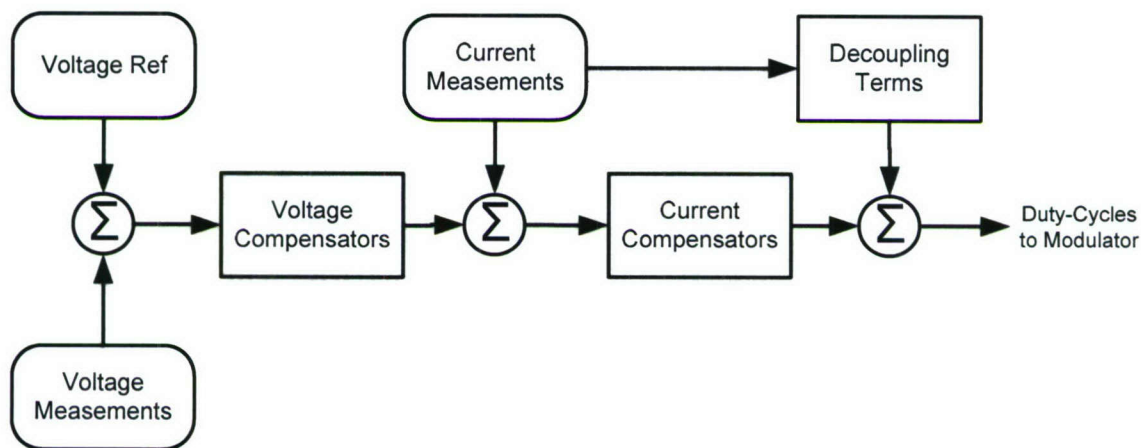 Voltage Ref
Current
Measements
Decoupling
Terms
Σ
Voltage
Compensators
Σ
Current
Compensators
Σ
Duty-Cycles
to Modulator
Voltage
Measements